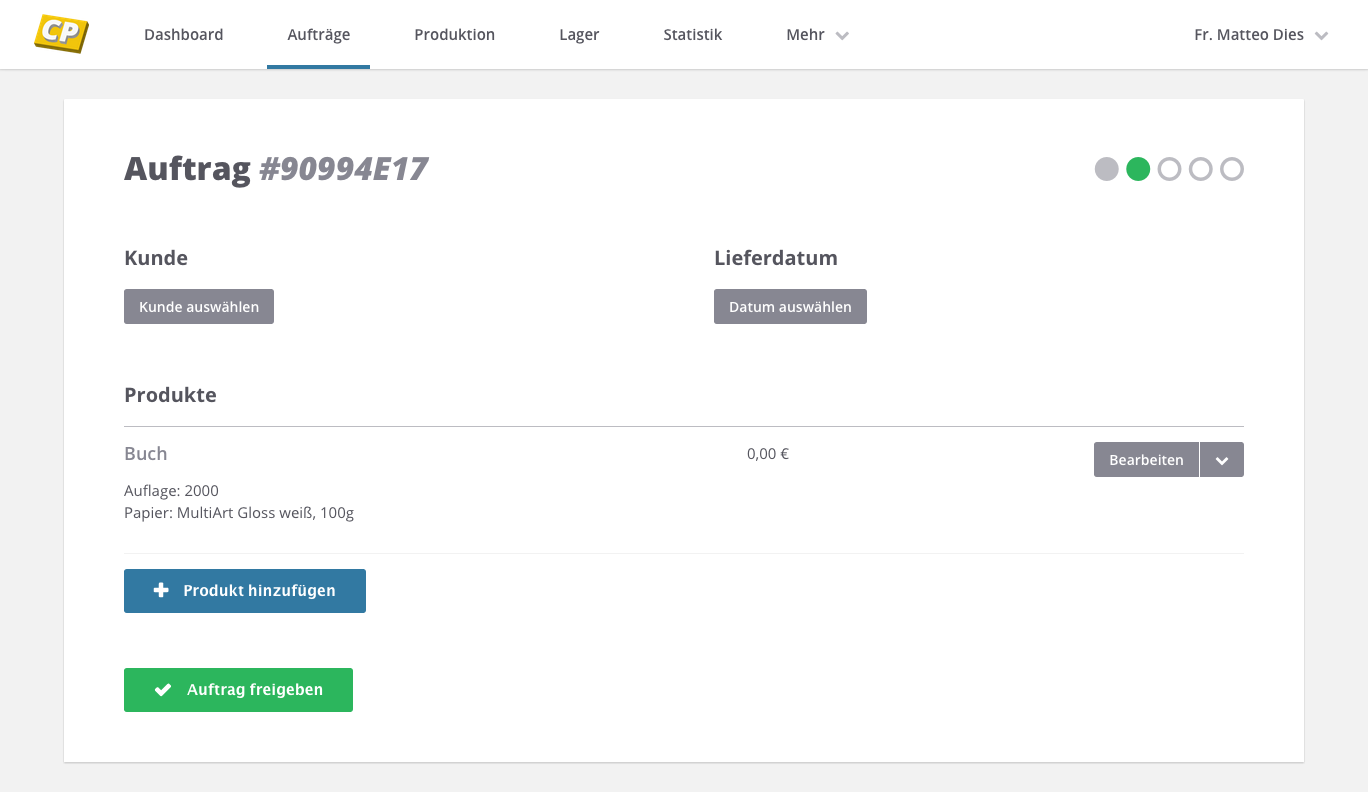 CP
Dashboard
Aufträge
Produktion
Lager
Statistik
Mehr
Fr. Matteo Dies
Auftrag #90994E17
Kunde
Lieferdatum
Kunde auswählen
Datum auswählen
Produkte
Buch
0,00 €
Bearbeiten
Auflage: 2000
Papier: MultiArt Gloss weiß, 100g
Produkt hinzufügen
Auftrag freigeben